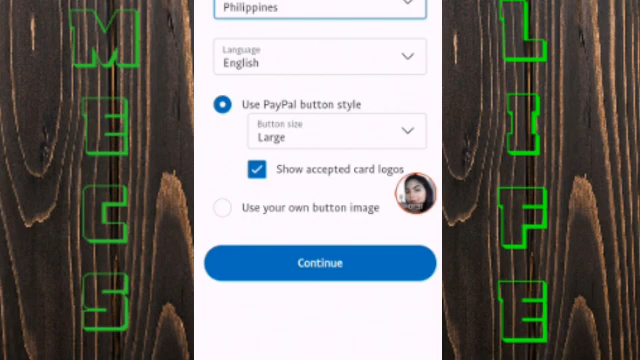 Philippines
Language
English
Use PayPal button style
Button size
Large
Show accepted card logos
Use your own button image
Continue
MECS
LIFE